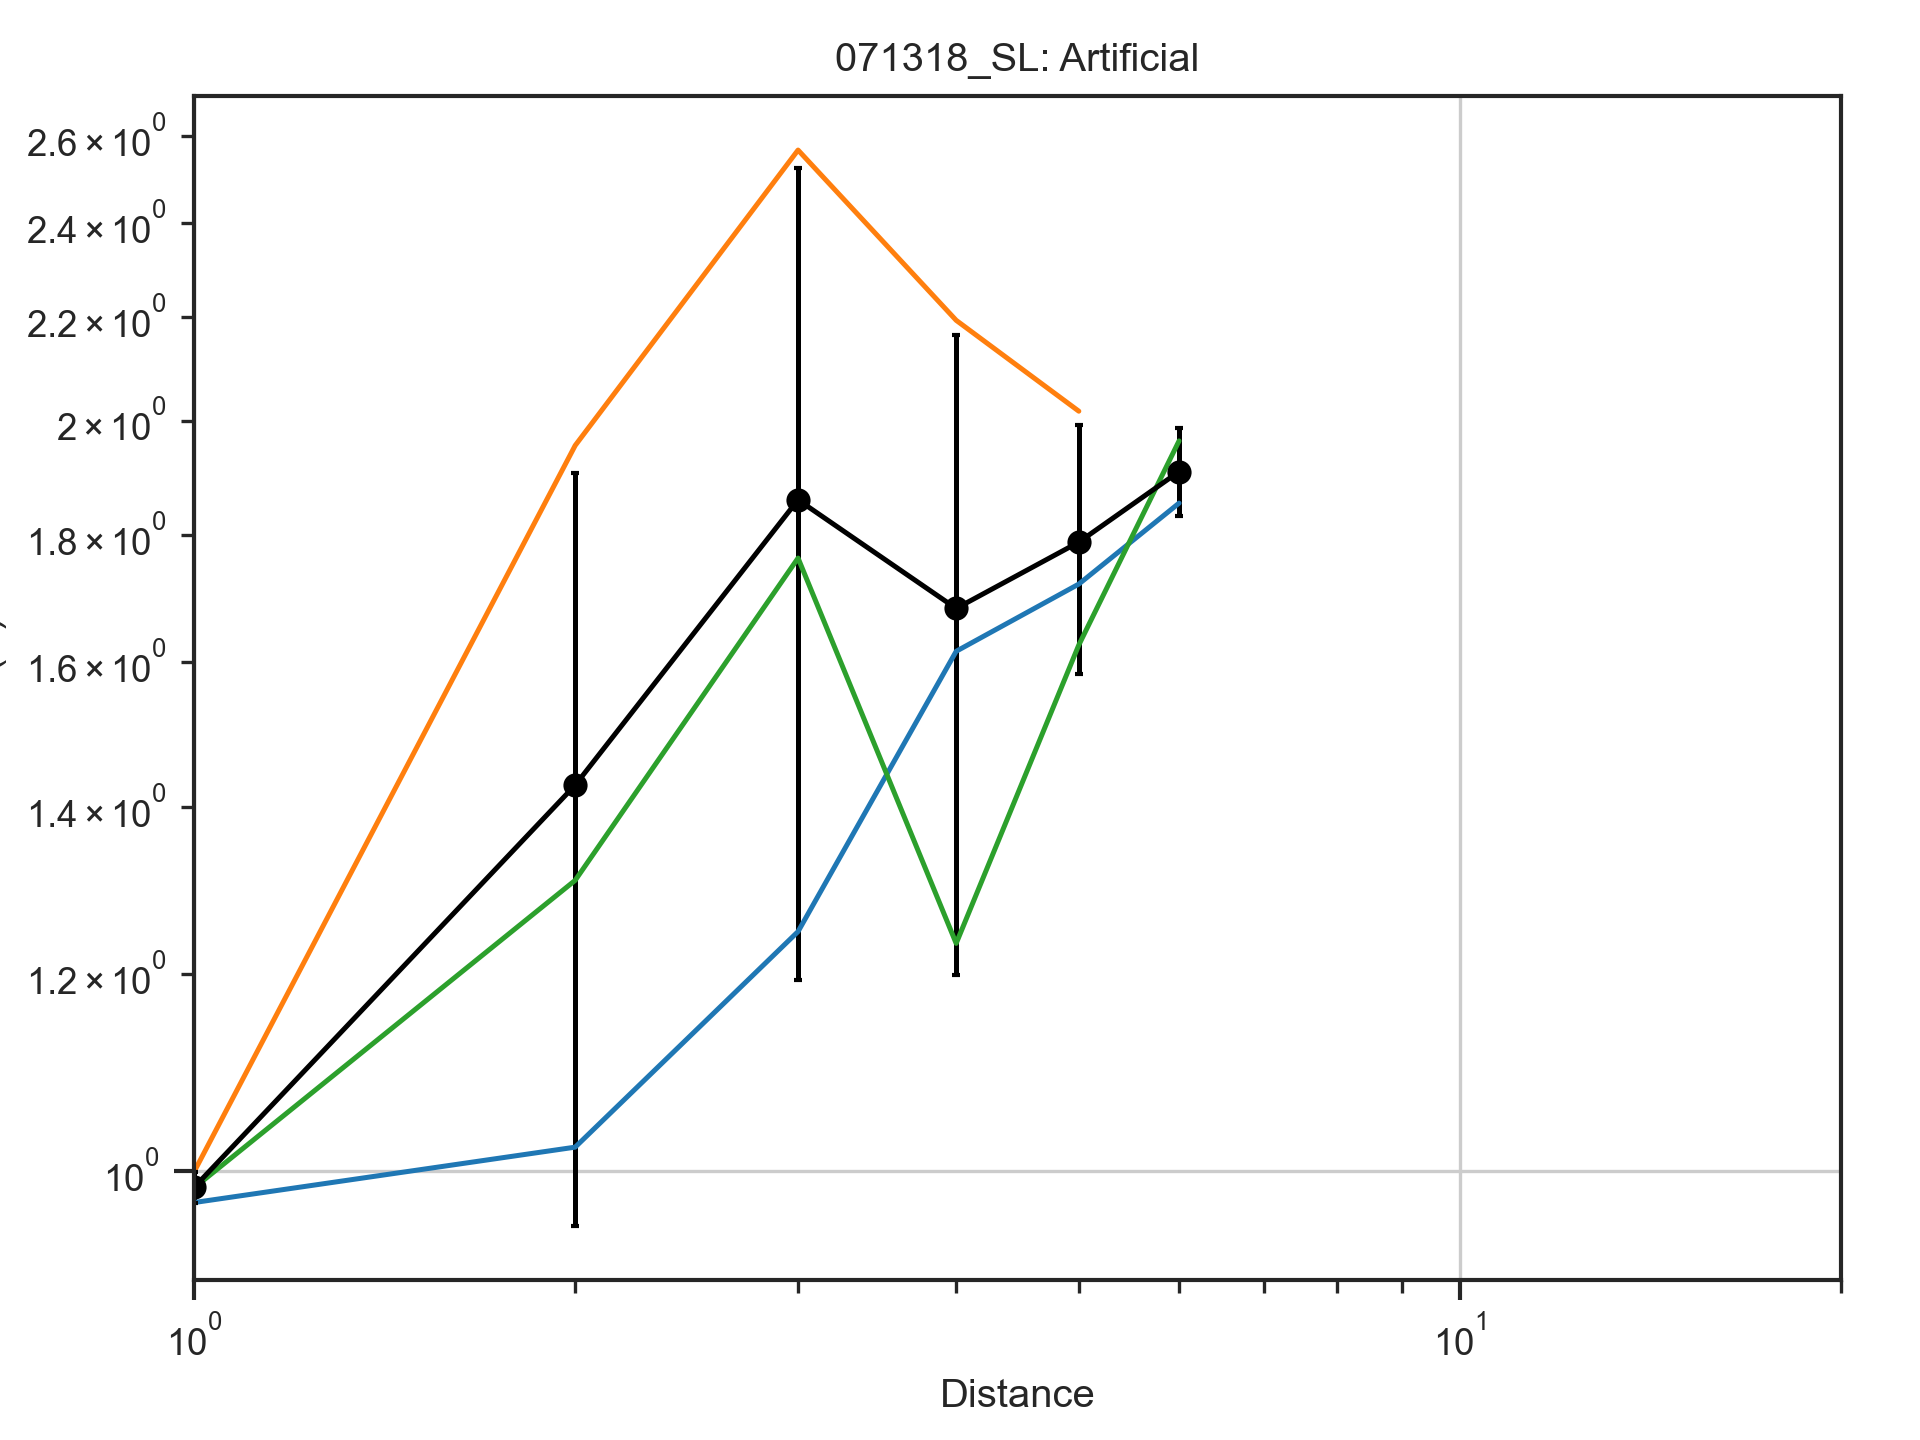 071318_SL: Artificial
2.6 × 10⁰
2.4 × 10⁰
2.2 × 10⁰
2 × 10⁰
1.8 × 10⁰
1.6 × 10⁰
1.4 × 10⁰
1.2 × 10⁰
10⁰
10⁰ 10¹
Distance